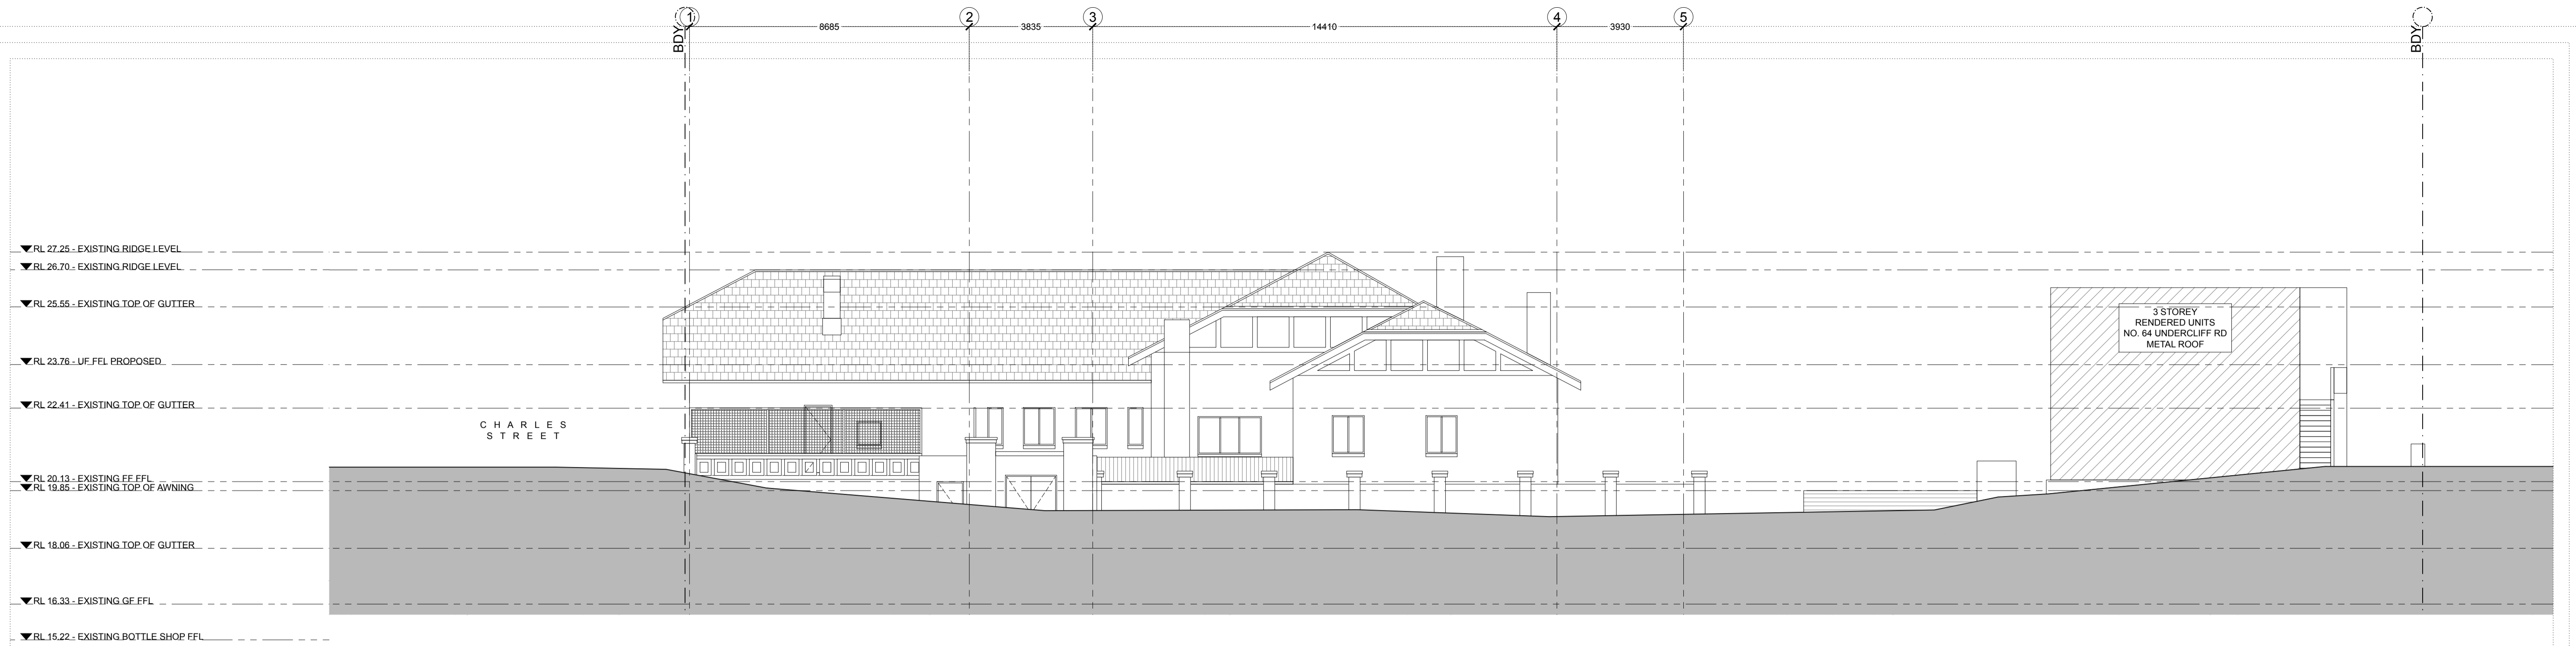 1
2
3
4
5
BDY
8685
3835
14410
3930
BDY
RL 27.25 - EXISTING RIDGE LEVEL
RL 26.70 - EXISTING RIDGE LEVEL
RL 25.55 - EXISTING TOP OF GUTTER
3 STOREY
RENDERED UNITS
NO. 64 UNDERCLIFF RD
METAL ROOF
RL 23.76 - UF FFL PROPOSED
RL 22.41 - EXISTING TOP OF GUTTER
CHARLES
STREET
RL 20.13 - EXISTING FF FFL
RL 19.85 - EXISTING TOP OF AWNING
RL 18.06 - EXISTING TOP OF GUTTER
RL 16.33 - EXISTING GF FFL
RL 15.22 - EXISTING BOTTLE SHOP FFL